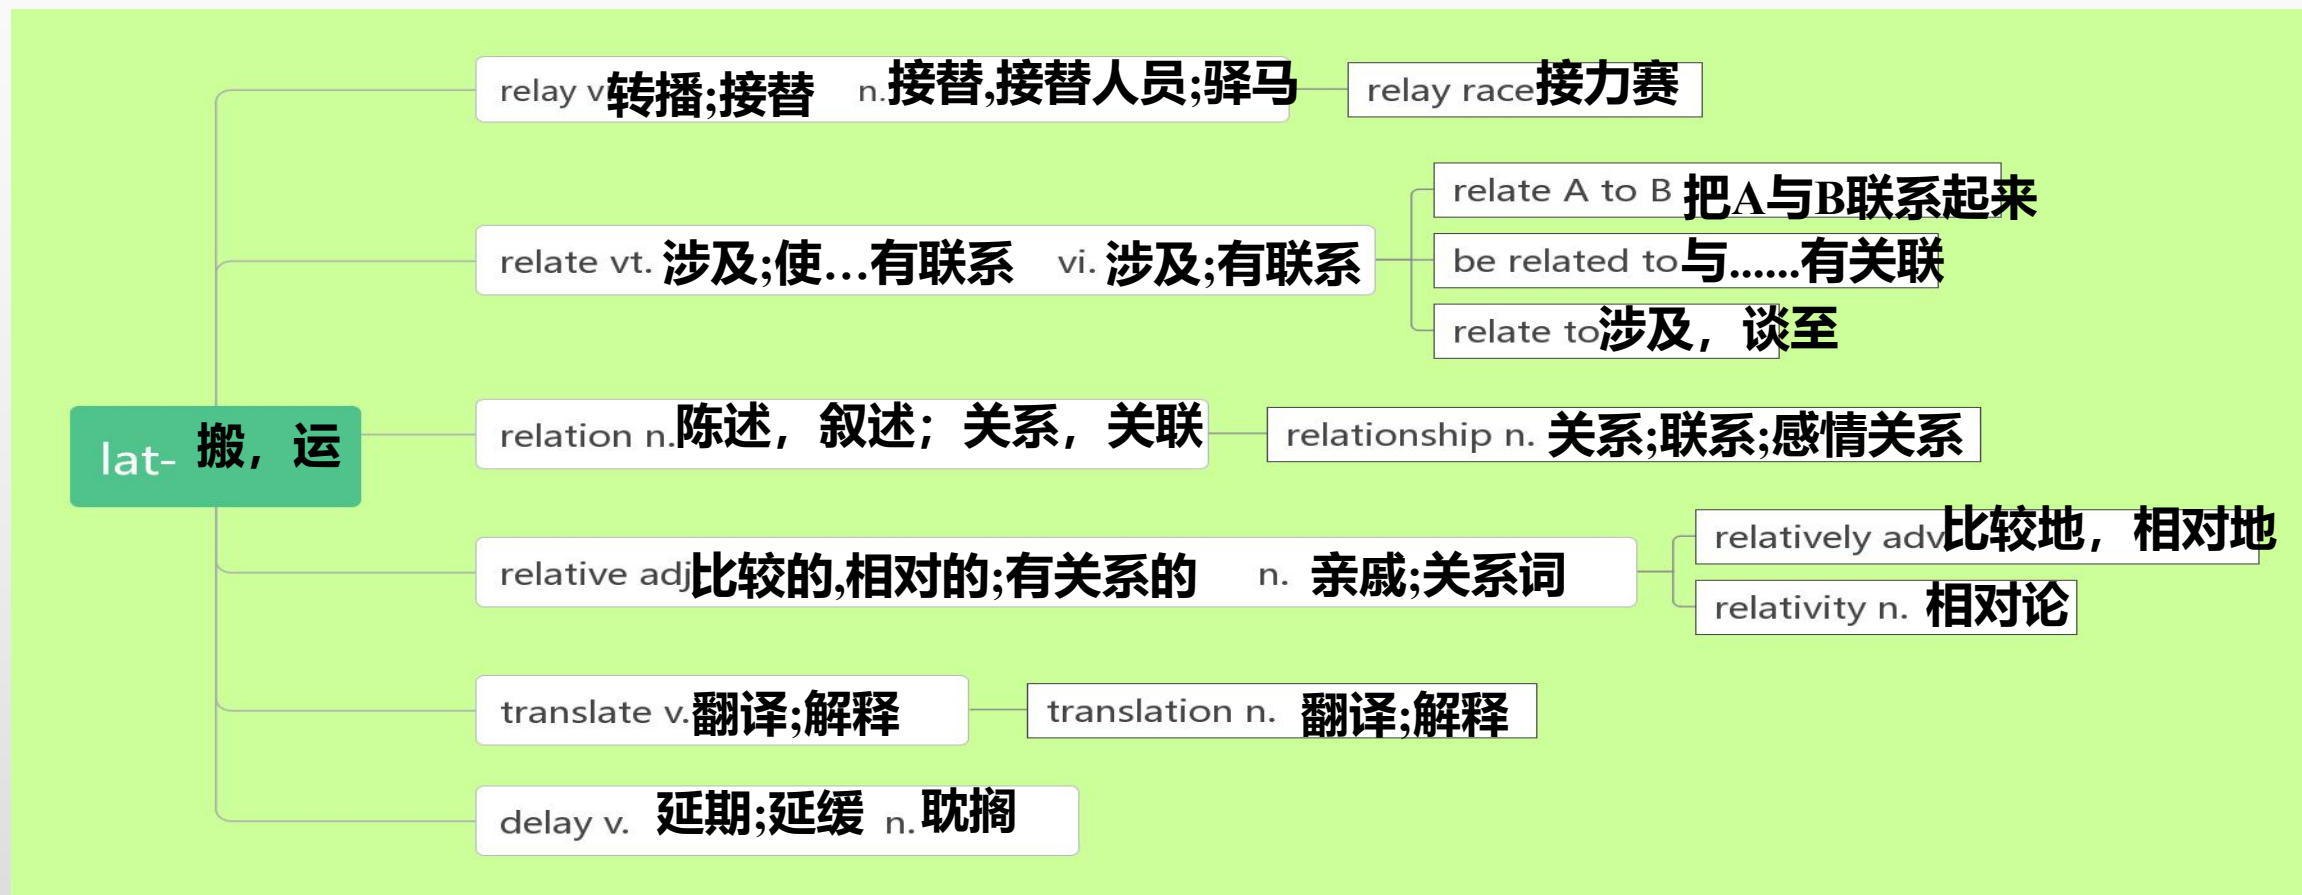 relay v 转播;接替 n.接替,接替人员;驿马
relay race接力赛
relate vt. 涉及;使…有联系 vi. 涉及;有联系
relate A to B 把A与B联系起来
be related to与......有关联
relate to涉及，谈至
lat- 搬，运
relation n.陈述，叙述；关系，关联
relationship n. 关系;联系;感情关系
relative adj比较的,相对的;有关系的 n. 亲戚;关系词
relatively adv比较地，相对地
relativity n. 相对论
translate v.翻译;解释
translation n. 翻译;解释
delay v. 延期;延缓 n.耽搁